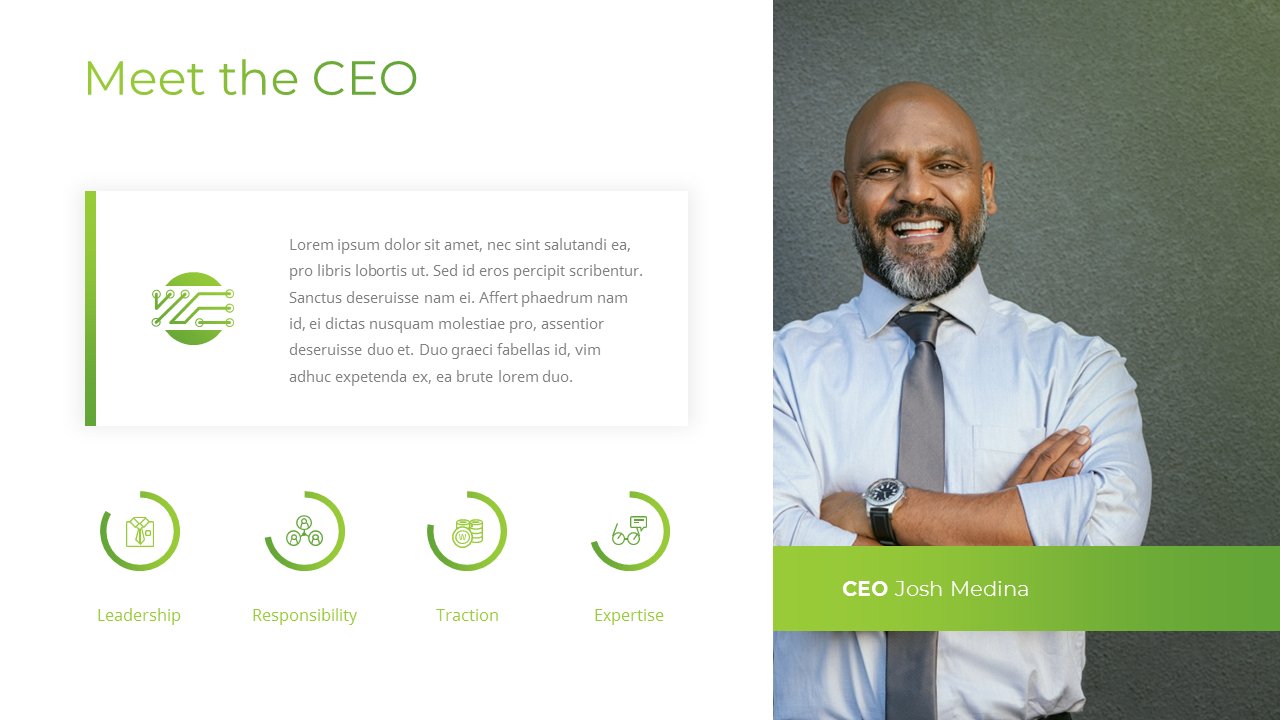 Meet the CEO
Lorem ipsum dolor sit amet, nec sint salutandi ea,
pro libris lobortis ut. Sed id eros percipit scribentur.
Sanctus deseruisse nam ei. Affert phaedrum nam
id, ei dictas nusquam molestiae pro, assentior
deseruisse duo et. Duo graeci fabellas id, vim
adhuc expetenda ex, ea brute lorem duo.
Leadership
Responsibility
Traction
Expertise
CEO Josh Medina